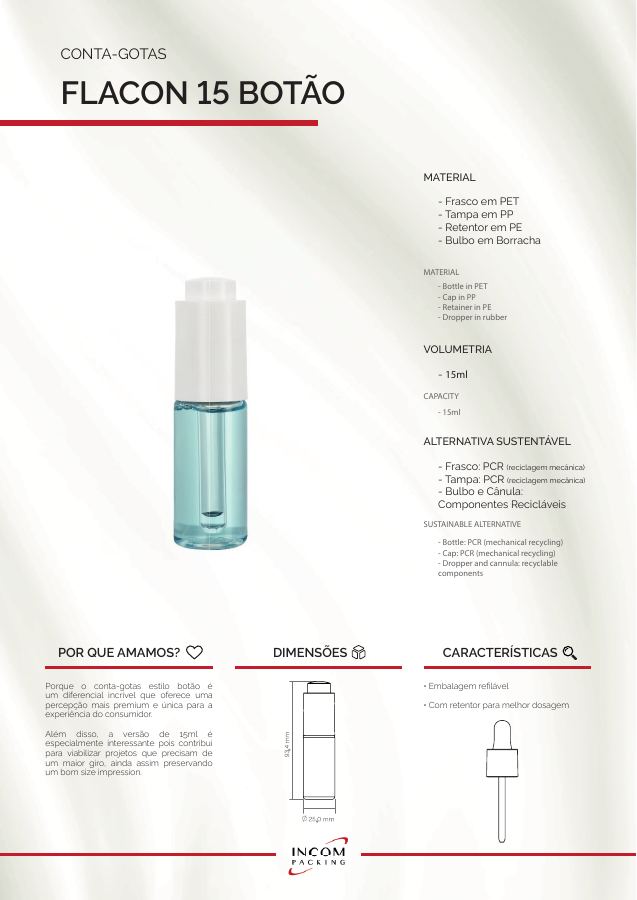 CONTA-GOTAS
FLACON 15 BOTÃO
MATERIAL
- Frasco em PET
- Tampa em PP
- Retentor em PE
- Bulbo em Borracha
MATERIAL
- Bottle in PET
- Cap in PP
- Retainer in PE
- Dropper in rubber
VOLUMETRIA
- 15ml
CAPACITY
- 15ml
ALTERNATIVA SUSTENTÁVEL
- Frasco: PCR (reciclagem mecânica)
- Tampa: PCR (reciclagem mecânica)
- Bulbo e Cânula:
Componentes Recicláveis
SUSTAINABLE ALTERNATIVE
- Bottle: PCR (mechanical recycling)
- Cap: PCR (mechanical recycling)
- Dropper and cannula: recyclable
components
POR QUE AMAMOS?
Porque o conta-gotas estilo botão é
um diferencial incrível que oferece uma
percepção mais premium e única para a
experiência do consumidor.
Além disso, a versão de 15ml é
especialmente interessante pois contribui
para viabilizar projetos que precisam de
um maior giro, ainda assim preservando
um bom size impression.
DIMENSÕES
93,4 mm
Ø 25,0 mm
CARACTERÍSTICAS
• Embalagem refilável
• Com retentor para melhor dosagem
INCOM
PACKING